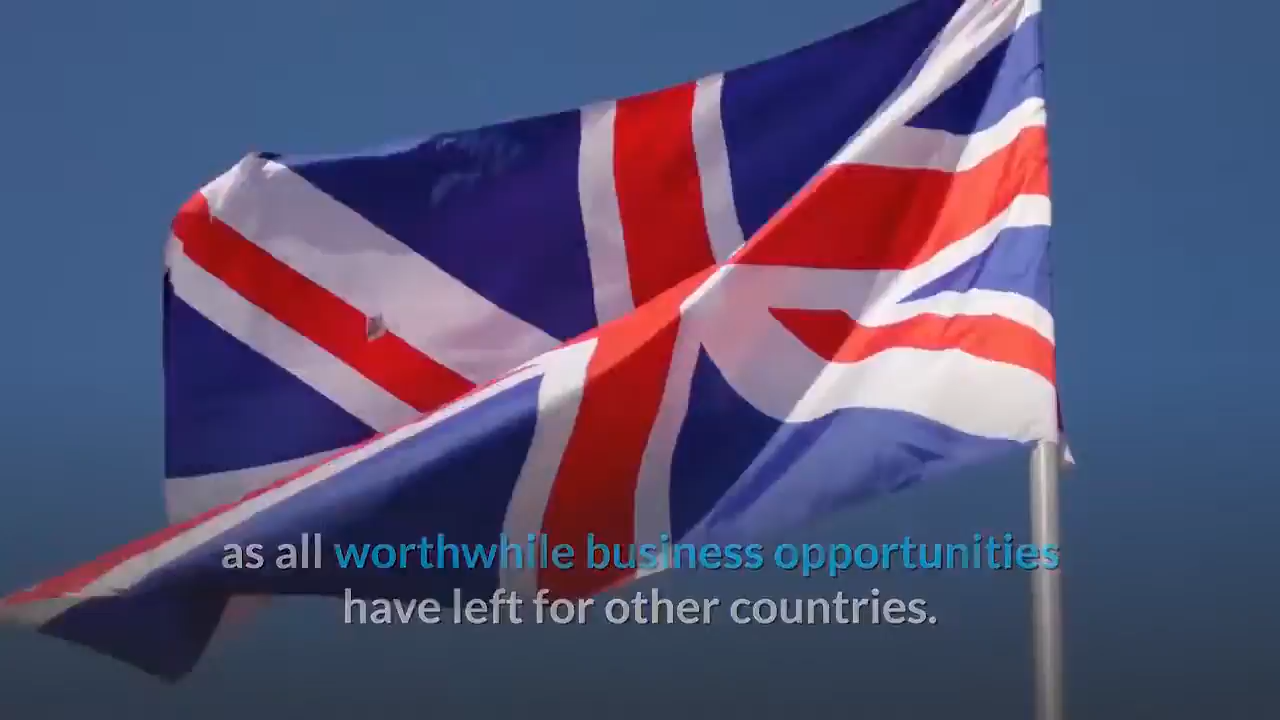 as all worthwhile business opportunities
have left for other countries.